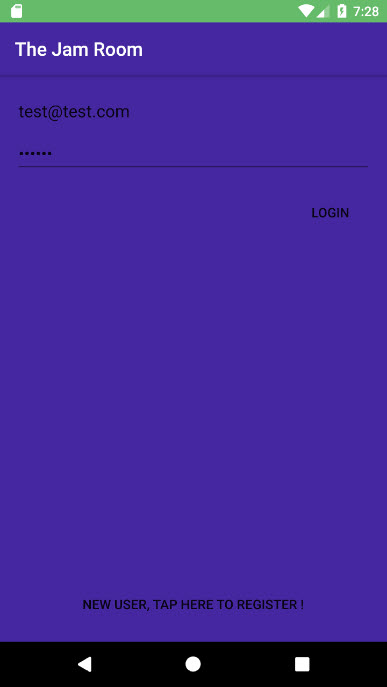 7:28
The Jam Room
test@test.com
......
LOGIN
NEW USER, TAP HERE TO REGISTER !